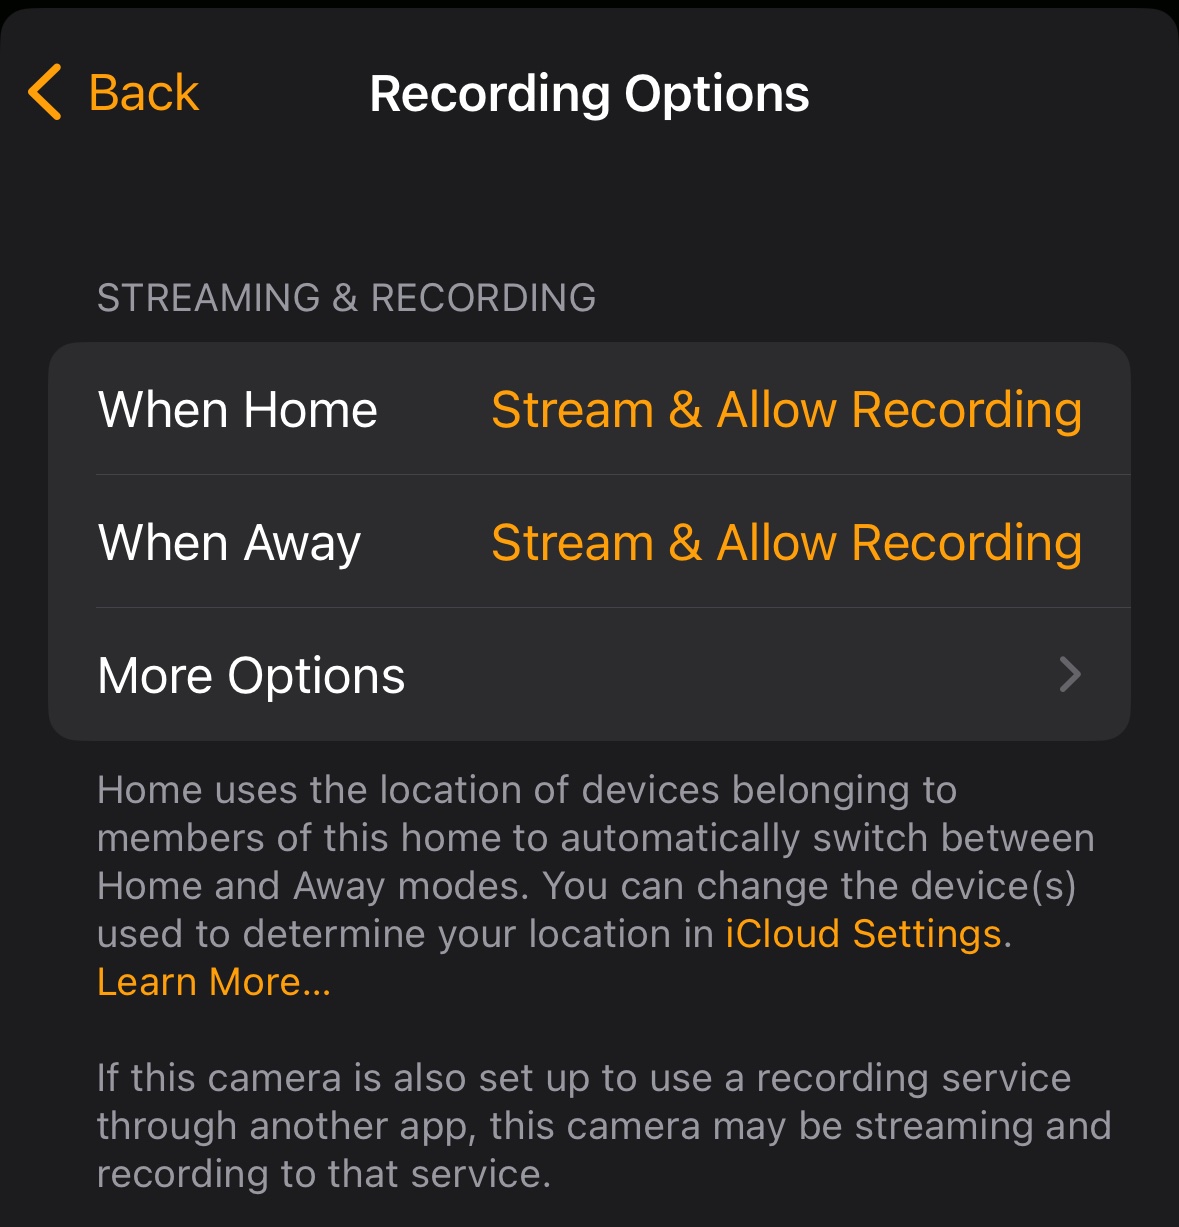 Back
Recording Options
STREAMING & RECORDING
When Home Stream & Allow Recording
When Away Stream & Allow Recording
More Options
Home uses the location of devices belonging to
members of this home to automatically switch between
Home and Away modes. You can change the device(s)
used to determine your location in iCloud Settings.
Learn More...
If this camera is also set up to use a recording service
through another app, this camera may be streaming and
recording to that service.